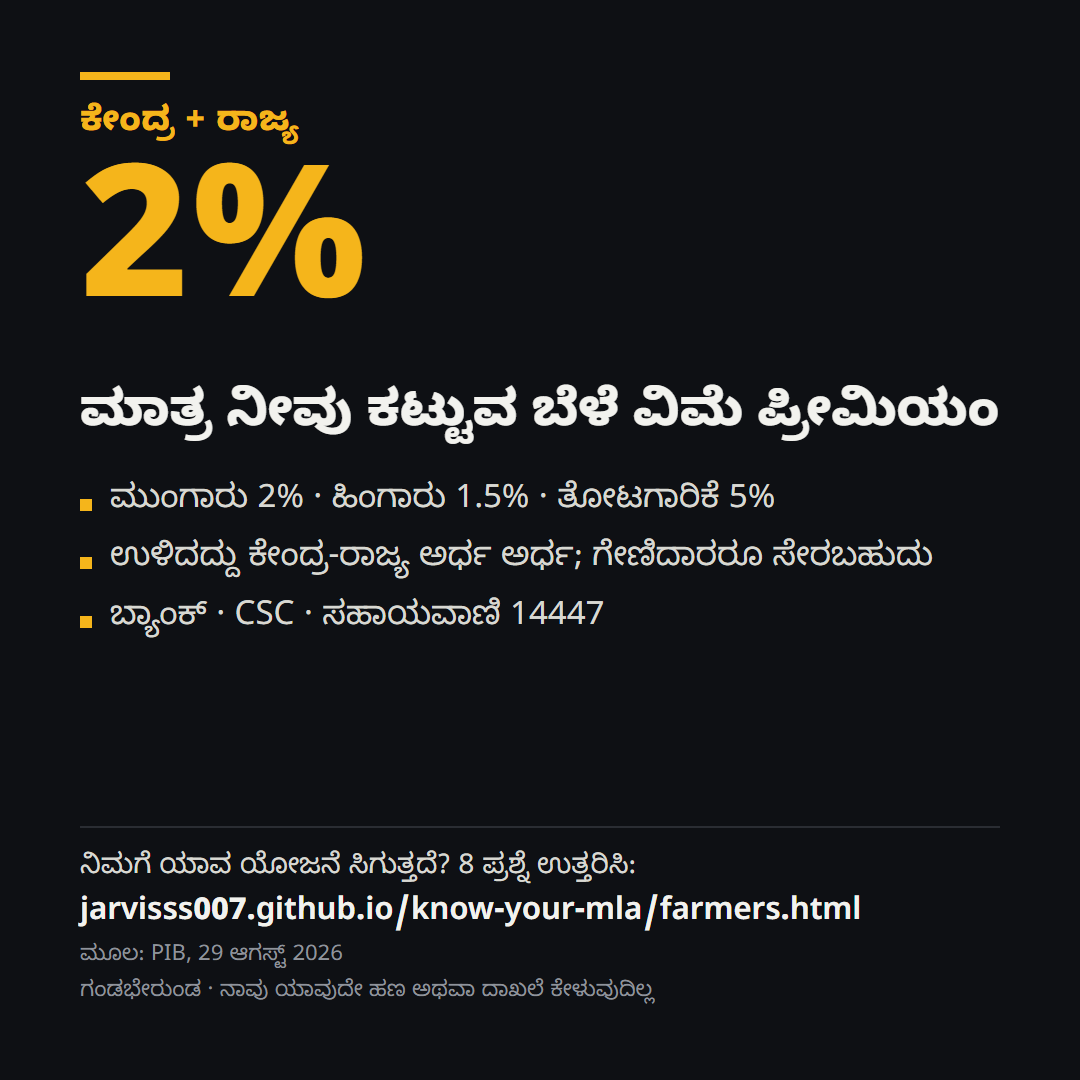 ಕೇಂದ್ರ + ರಾಜ್ಯ
2%
ಮಾತ್ರ ನೀವು ಕಟ್ಟುವ ಬೆಳೆ ವಿಮೆ ಪ್ರೀಮಿಯಂ
ಮುಂಗಾರು 2% · ಹಿಂಗಾರು 1.5% · ತೋಟಗಾರಿಕೆ 5%
ಉಳಿದದ್ದು ಕೇಂದ್ರ-ರಾಜ್ಯ ಅರ್ಧ ಅರ್ಧ; ಗೇಣಿದಾರರೂ ಸೇರಬಹುದು
ಬ್ಯಾಂಕ್ · CSC · ಸಹಾಯವಾಣಿ 14447
ನಿಮಗೆ ಯಾವ ಯೋಜನೆ ಸಿಗುತ್ತದೆ? 8 ಪ್ರಶ್ನೆ ಉತ್ತರಿಸಿ:
jarvisss007.github.io/know-your-mla/farmers.html
ಮೂಲ: PIB, 29 ಆಗಸ್ಟ್ 2026
ಗಂಡಭೇರುಂಡ · ನಾವು ಯಾವುದೇ ಹಣ ಅಥವಾ ದಾಖಲೆ ಕೇಳುವುದಿಲ್ಲ